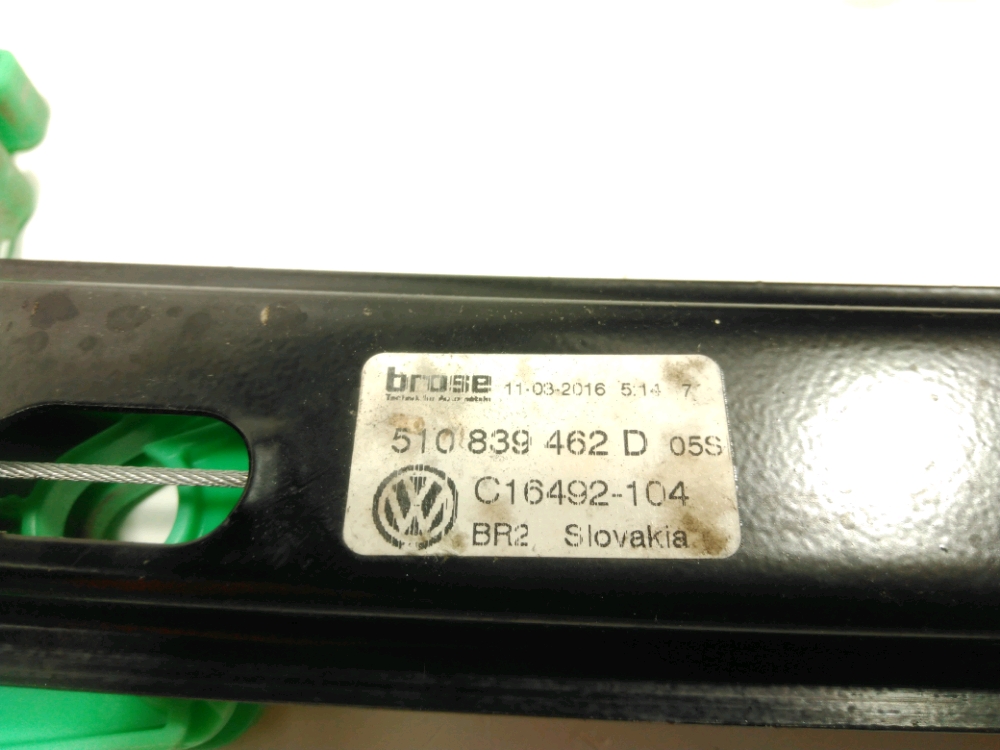 brose 11-03-2016 5:14 7
510 839 462 D 05S
C16492-104
BR2 Slovakia